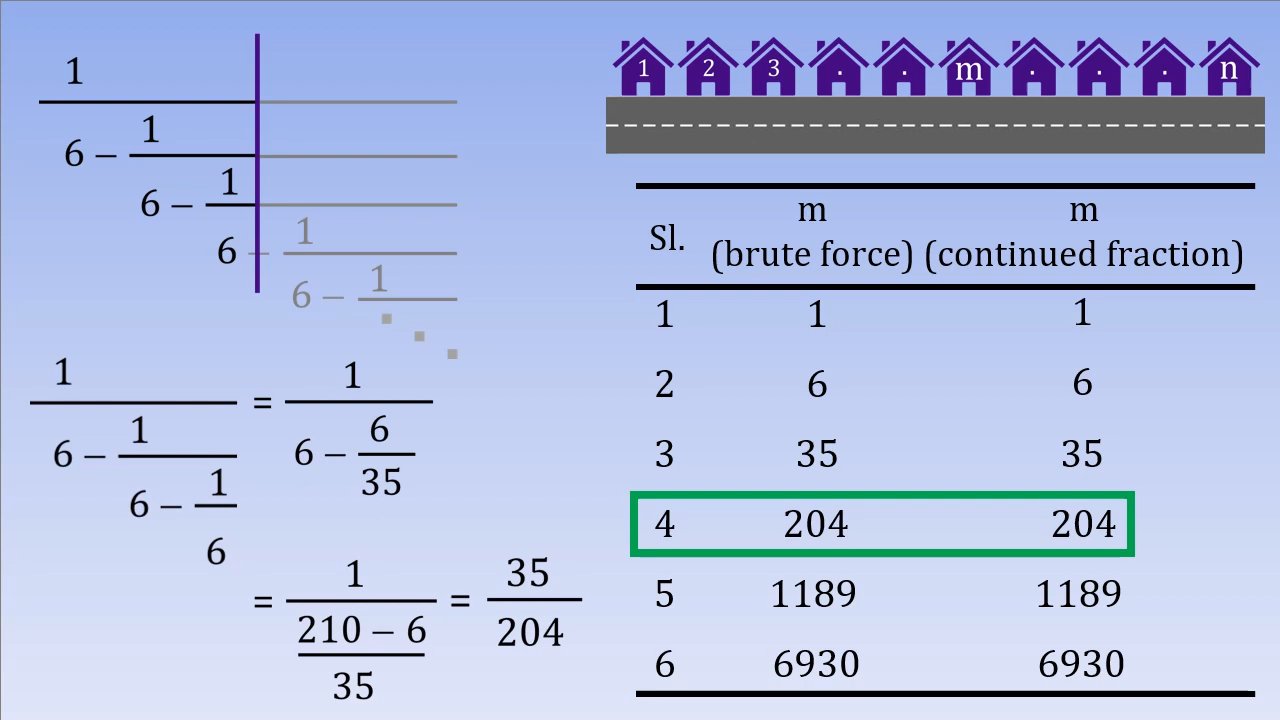 1
6 – 1
6 – 1
6 – 1
6 – 1
1 2 3 . . m . . . n
1 = 1
6 – 1
6 – 1
6
6 – 6
35
= 1 = 35
210 – 6 204
35
Sl. m m
(brute force) (continued fraction)
1 1 1
2 6 6
3 35 35
4 204 204
5 1189 1189
6 6930 6930